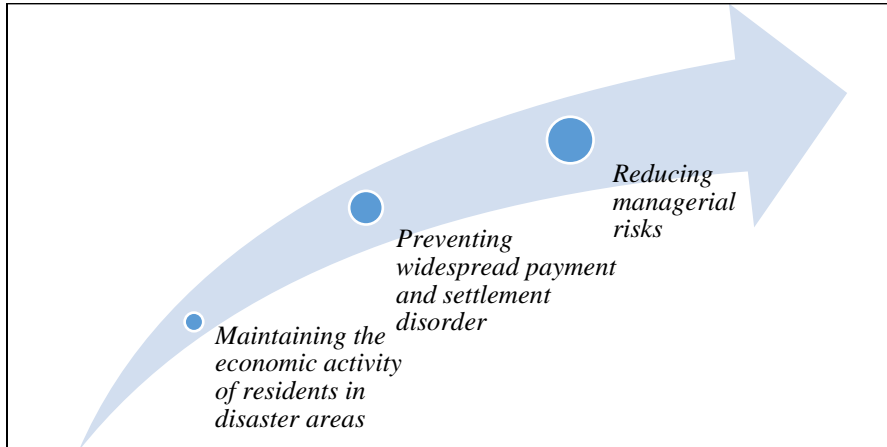 Reducing
managerial
risks
Preventing
widespread payment
and settlement
disorder
Maintaining the
economic activity
of residents in
disaster areas